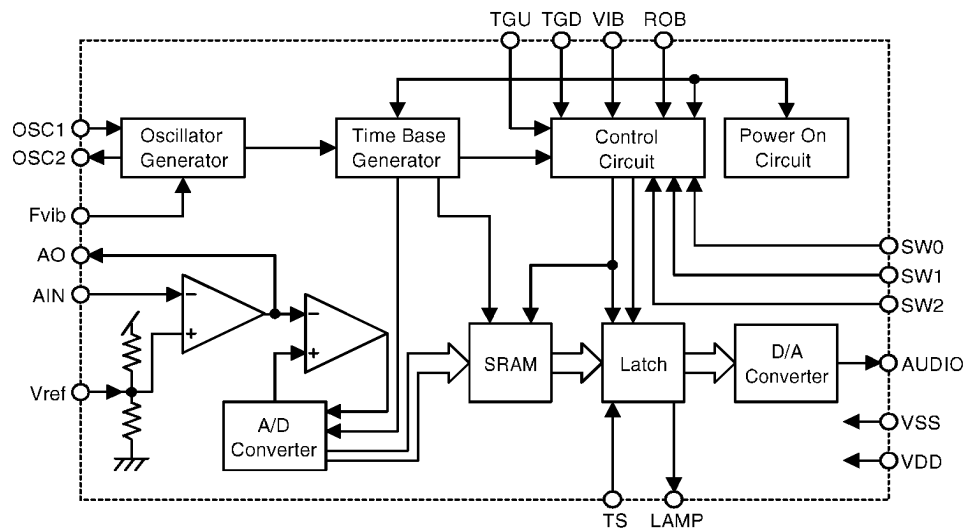 TGU TGD VIB ROB
OSC1
OSC2
Oscillator
Generator
Time Base
Generator
Control
Circuit
Power On
Circuit
Fvib
AO
AIN
Vref
−
+
−
+
A/D
Converter
SRAM
Latch
D/A
Converter
SW0
SW1
SW2
AUDIO
VSS
VDD
TS LAMP